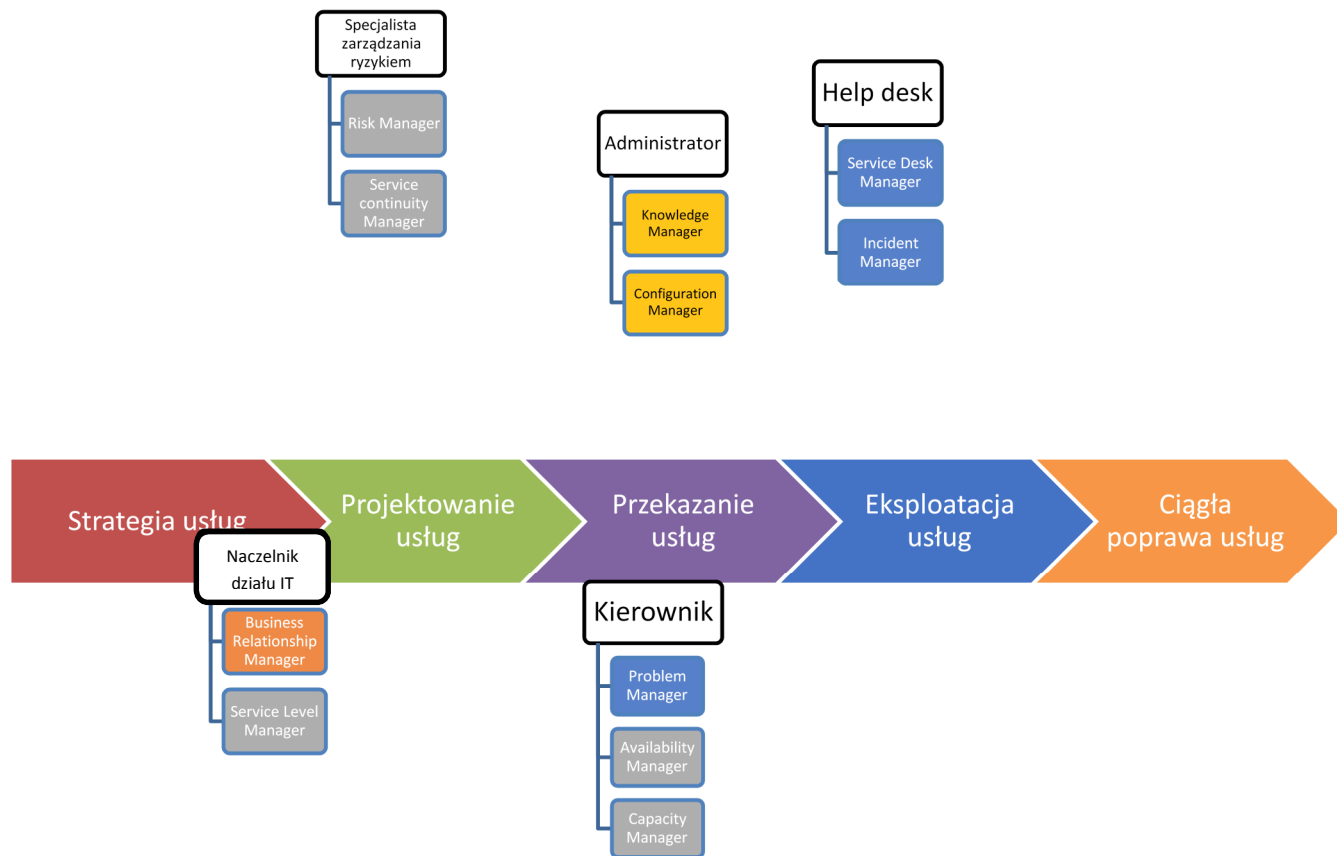 Specjalista
zarządzania
ryzykiem
Risk Manager
Service
continuity
Manager
Administrator
Knowledge
Manager
Configuration
Manager
Help desk
Service Desk
Manager
Incident
Manager
Strategia usług
Projektowanie
usług
Przekazanie
usług
Eksploatacja
usług
Ciągła
poprawa usług
Naczelnik
działu IT
Business
Relationship
Manager
Service Level
Manager
Kierownik
Problem
Manager
Availability
Manager
Capacity
Manager